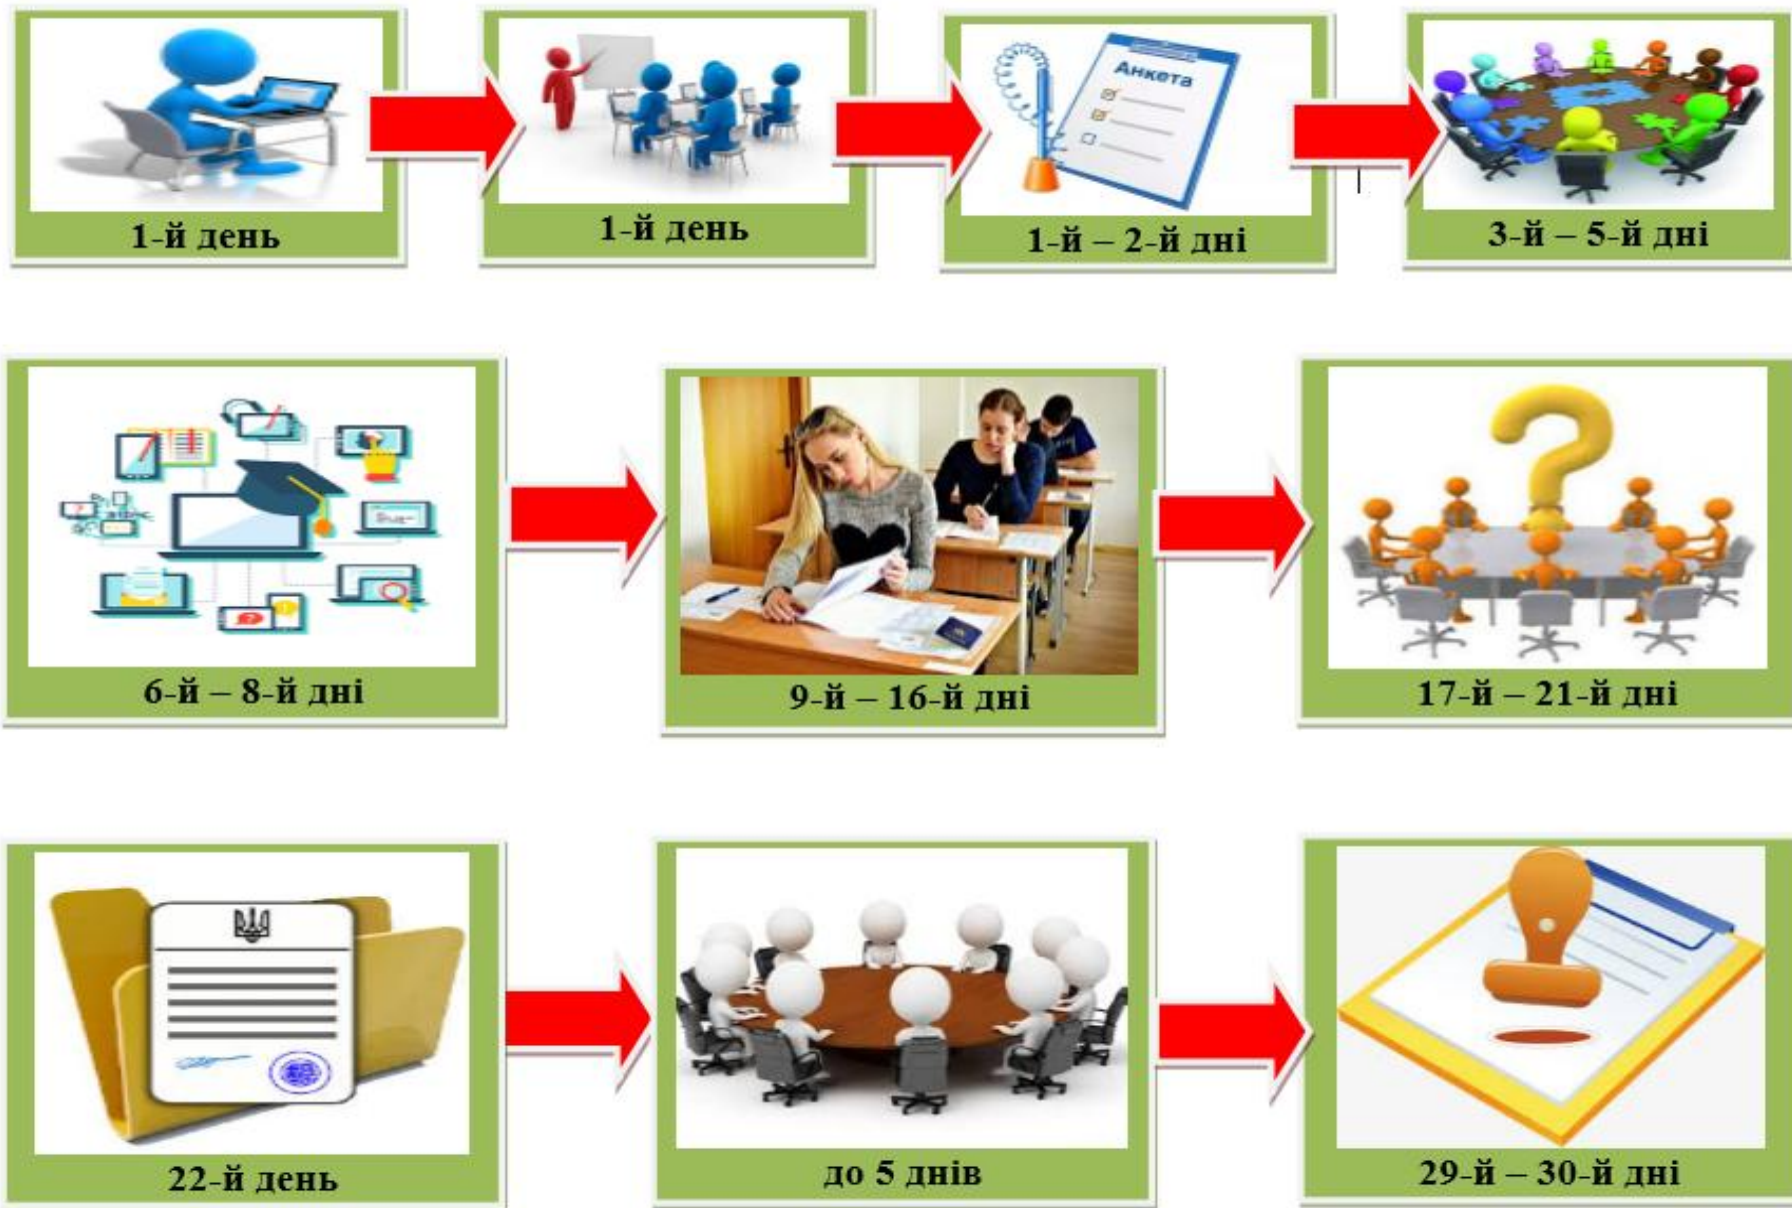 1-й день
1-й день
Анкета
1-й – 2-й дні
3-й – 5-й дні
6-й – 8-й дні
9-й – 16-й дні
17-й – 21-й дні
22-й день
до 5 днів
29-й – 30-й дні